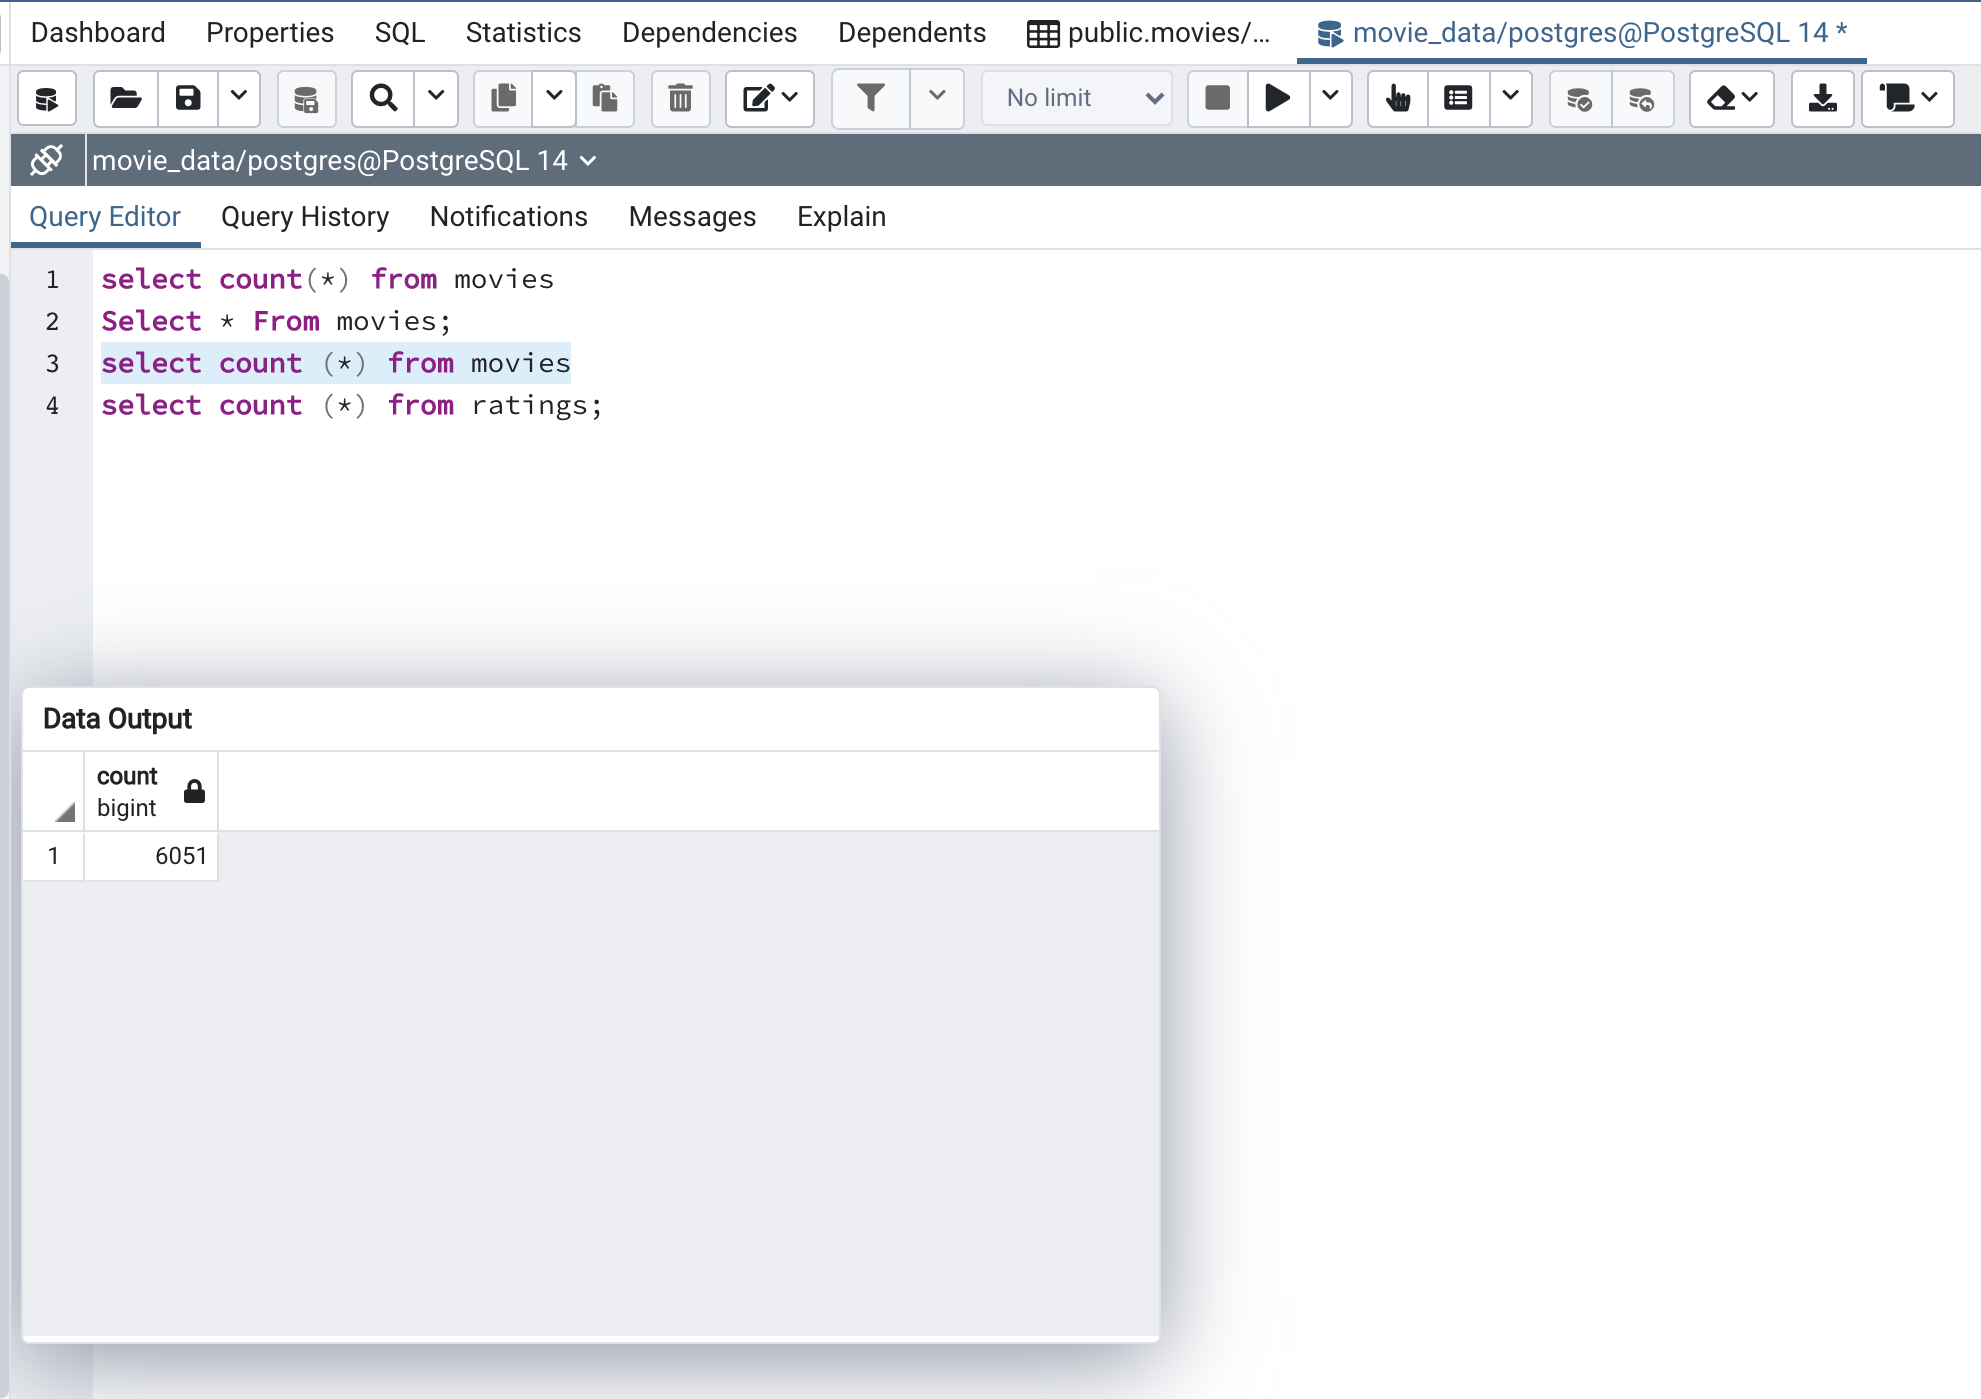 Dashboard Properties SQL Statistics Dependencies Dependents public.movies/... movie_data/postgres@PostgreSQL 14 *
No limit
movie_data/postgres@PostgreSQL 14
Query Editor Query History Notifications Messages Explain
1 select count(*) from movies
2 Select * From movies;
3 select count (*) from movies
4 select count (*) from ratings;
Data Output
count
bigint
1 6051